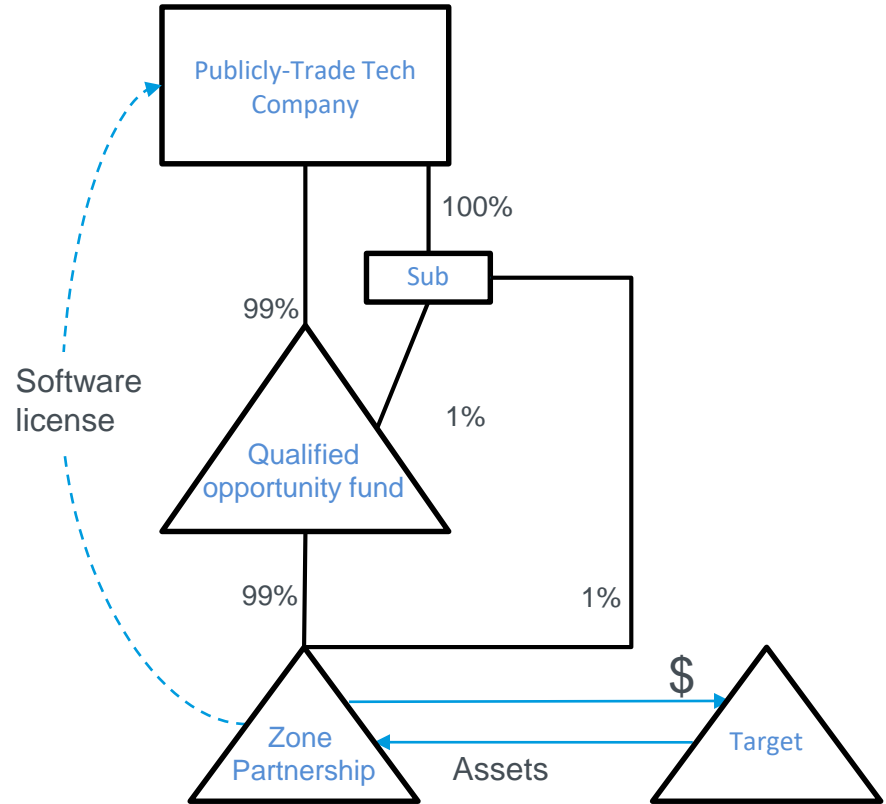 Publicly-Trade Tech
Company
100%
Sub
99%
Software
license
1%
Qualified
opportunity fund
99%
1%
$
Zone
Partnership
Assets
Target